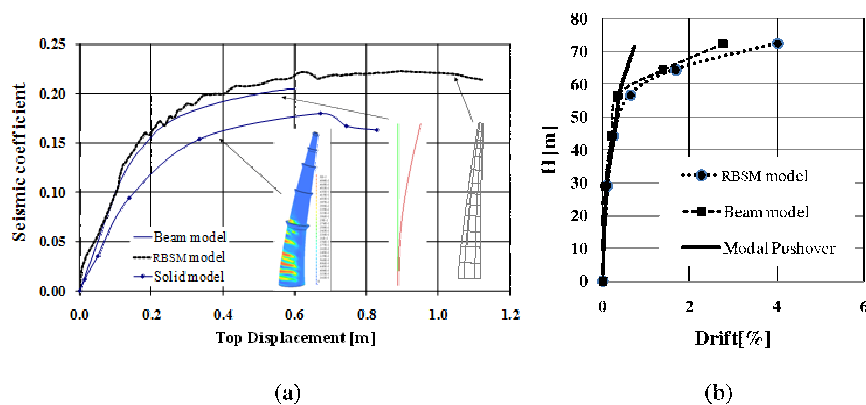 0.25
0.20
0.15
0.10
0.05
0.00
Seismic coefficient
Beam model
RBSM model
Solid model
0.0 0.2 0.4 0.6 0.8 1.0 1.2
Top Displacement [m]
(a)
80
70
60
50
40
30
20
10
0
H [m]
RBSM model
Beam model
Modal Pushover
0 2 4 6
Drift[%]
(b)